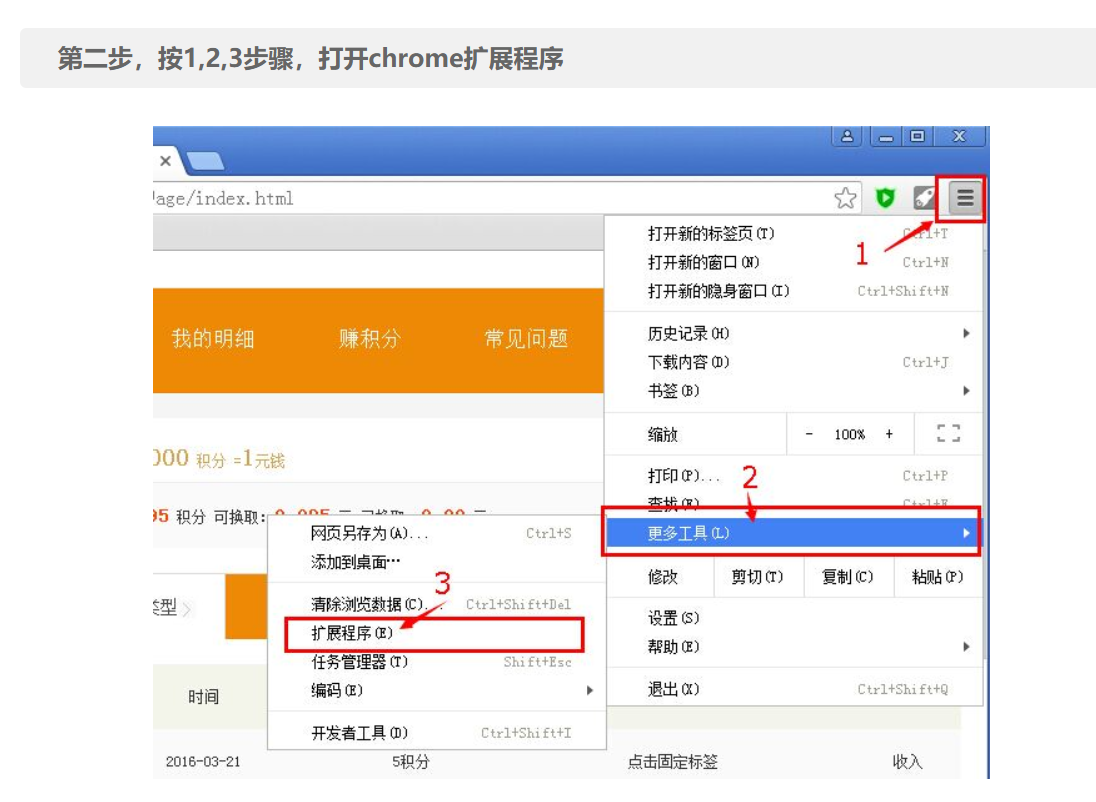 第二步，按1,2,3步骤，打开chrome扩展程序
Page/index.html
打开新的标签页(T) Ctrl+T
1
打开新的窗口(N) Ctrl+N
打开新的隐身窗口(I) Ctrl+Shift+N
我的明细 赚积分 常见问题
历史记录(H)
下载内容(D) Ctrl+J
书签(B)
缩放 - 100% +
000 积分 =1元钱
打印(P)... Ctrl+P
2
查找(F)... Ctrl+F
95 积分 可换取：
更多工具(L)
网页另存为(A)... Ctrl+S
添加到桌面…
修改 剪切(T) 复制(C) 粘贴(P)
3
清除浏览数据(C)... Ctrl+Shift+Del
类型
设置(S)
扩展程序(E)
帮助(E)
任务管理器(T) Shift+Esc
编码(E)
退出(X) Ctrl+Shift+Q
时间
开发者工具(D) Ctrl+Shift+I
2016-03-21 5积分 点击固定标签 收入